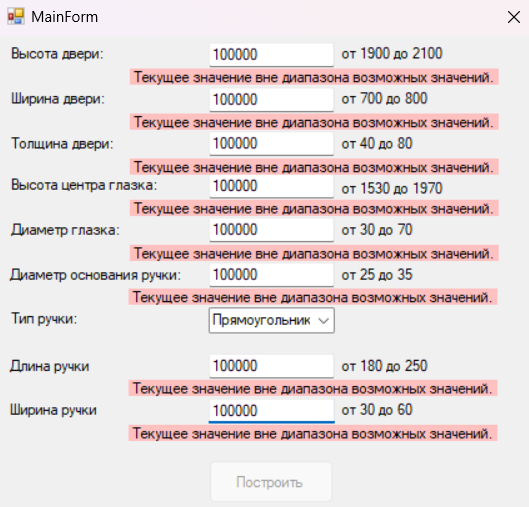 MainForm
Высота двери: 100000 от 1900 до 2100
Текущее значение вне диапазона возможных значений.
Ширина двери: 100000 от 700 до 800
Текущее значение вне диапазона возможных значений.
Толщина двери: 100000 от 40 до 80
Текущее значение вне диапазона возможных значений.
Высота центра глазка: 100000 от 1530 до 1970
Текущее значение вне диапазона возможных значений.
Диаметр глазка: 100000 от 30 до 70
Текущее значение вне диапазона возможных значений.
Диаметр основания ручки: 100000 от 25 до 35
Текущее значение вне диапазона возможных значений.
Тип ручки: Прямоугольник
Длина ручки 100000 от 180 до 250
Текущее значение вне диапазона возможных значений.
Ширина ручки 100000 от 30 до 60
Текущее значение вне диапазона возможных значений.
Построить